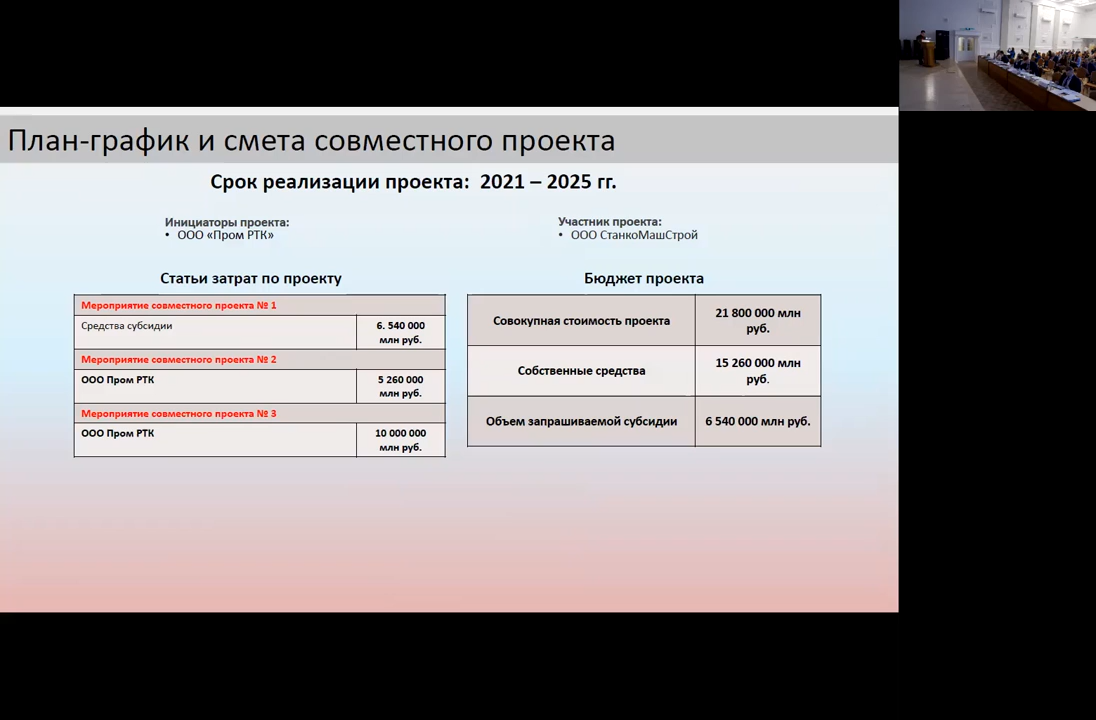 План-график и смета совместного проекта
Срок реализации проекта: 2021 – 2025 гг.
Инициаторы проекта:
• ООО «Пром РТК»
Участник проекта:
• ООО СтанкоМашСтрой
Статьи затрат по проекту
Мероприятие совместного проекта № 1
Средства субсидии
6. 540 000
млн руб.
Мероприятие совместного проекта № 2
ООО Пром РТК
5 260 000
млн руб.
Мероприятие совместного проекта № 3
ООО Пром РТК
10 000 000
млн руб.
Бюджет проекта
Совокупная стоимость проекта
21 800 000 млн
руб.
Собственные средства
15 260 000 млн
руб.
Объем запрашиваемой субсидии
6 540 000 млн руб.